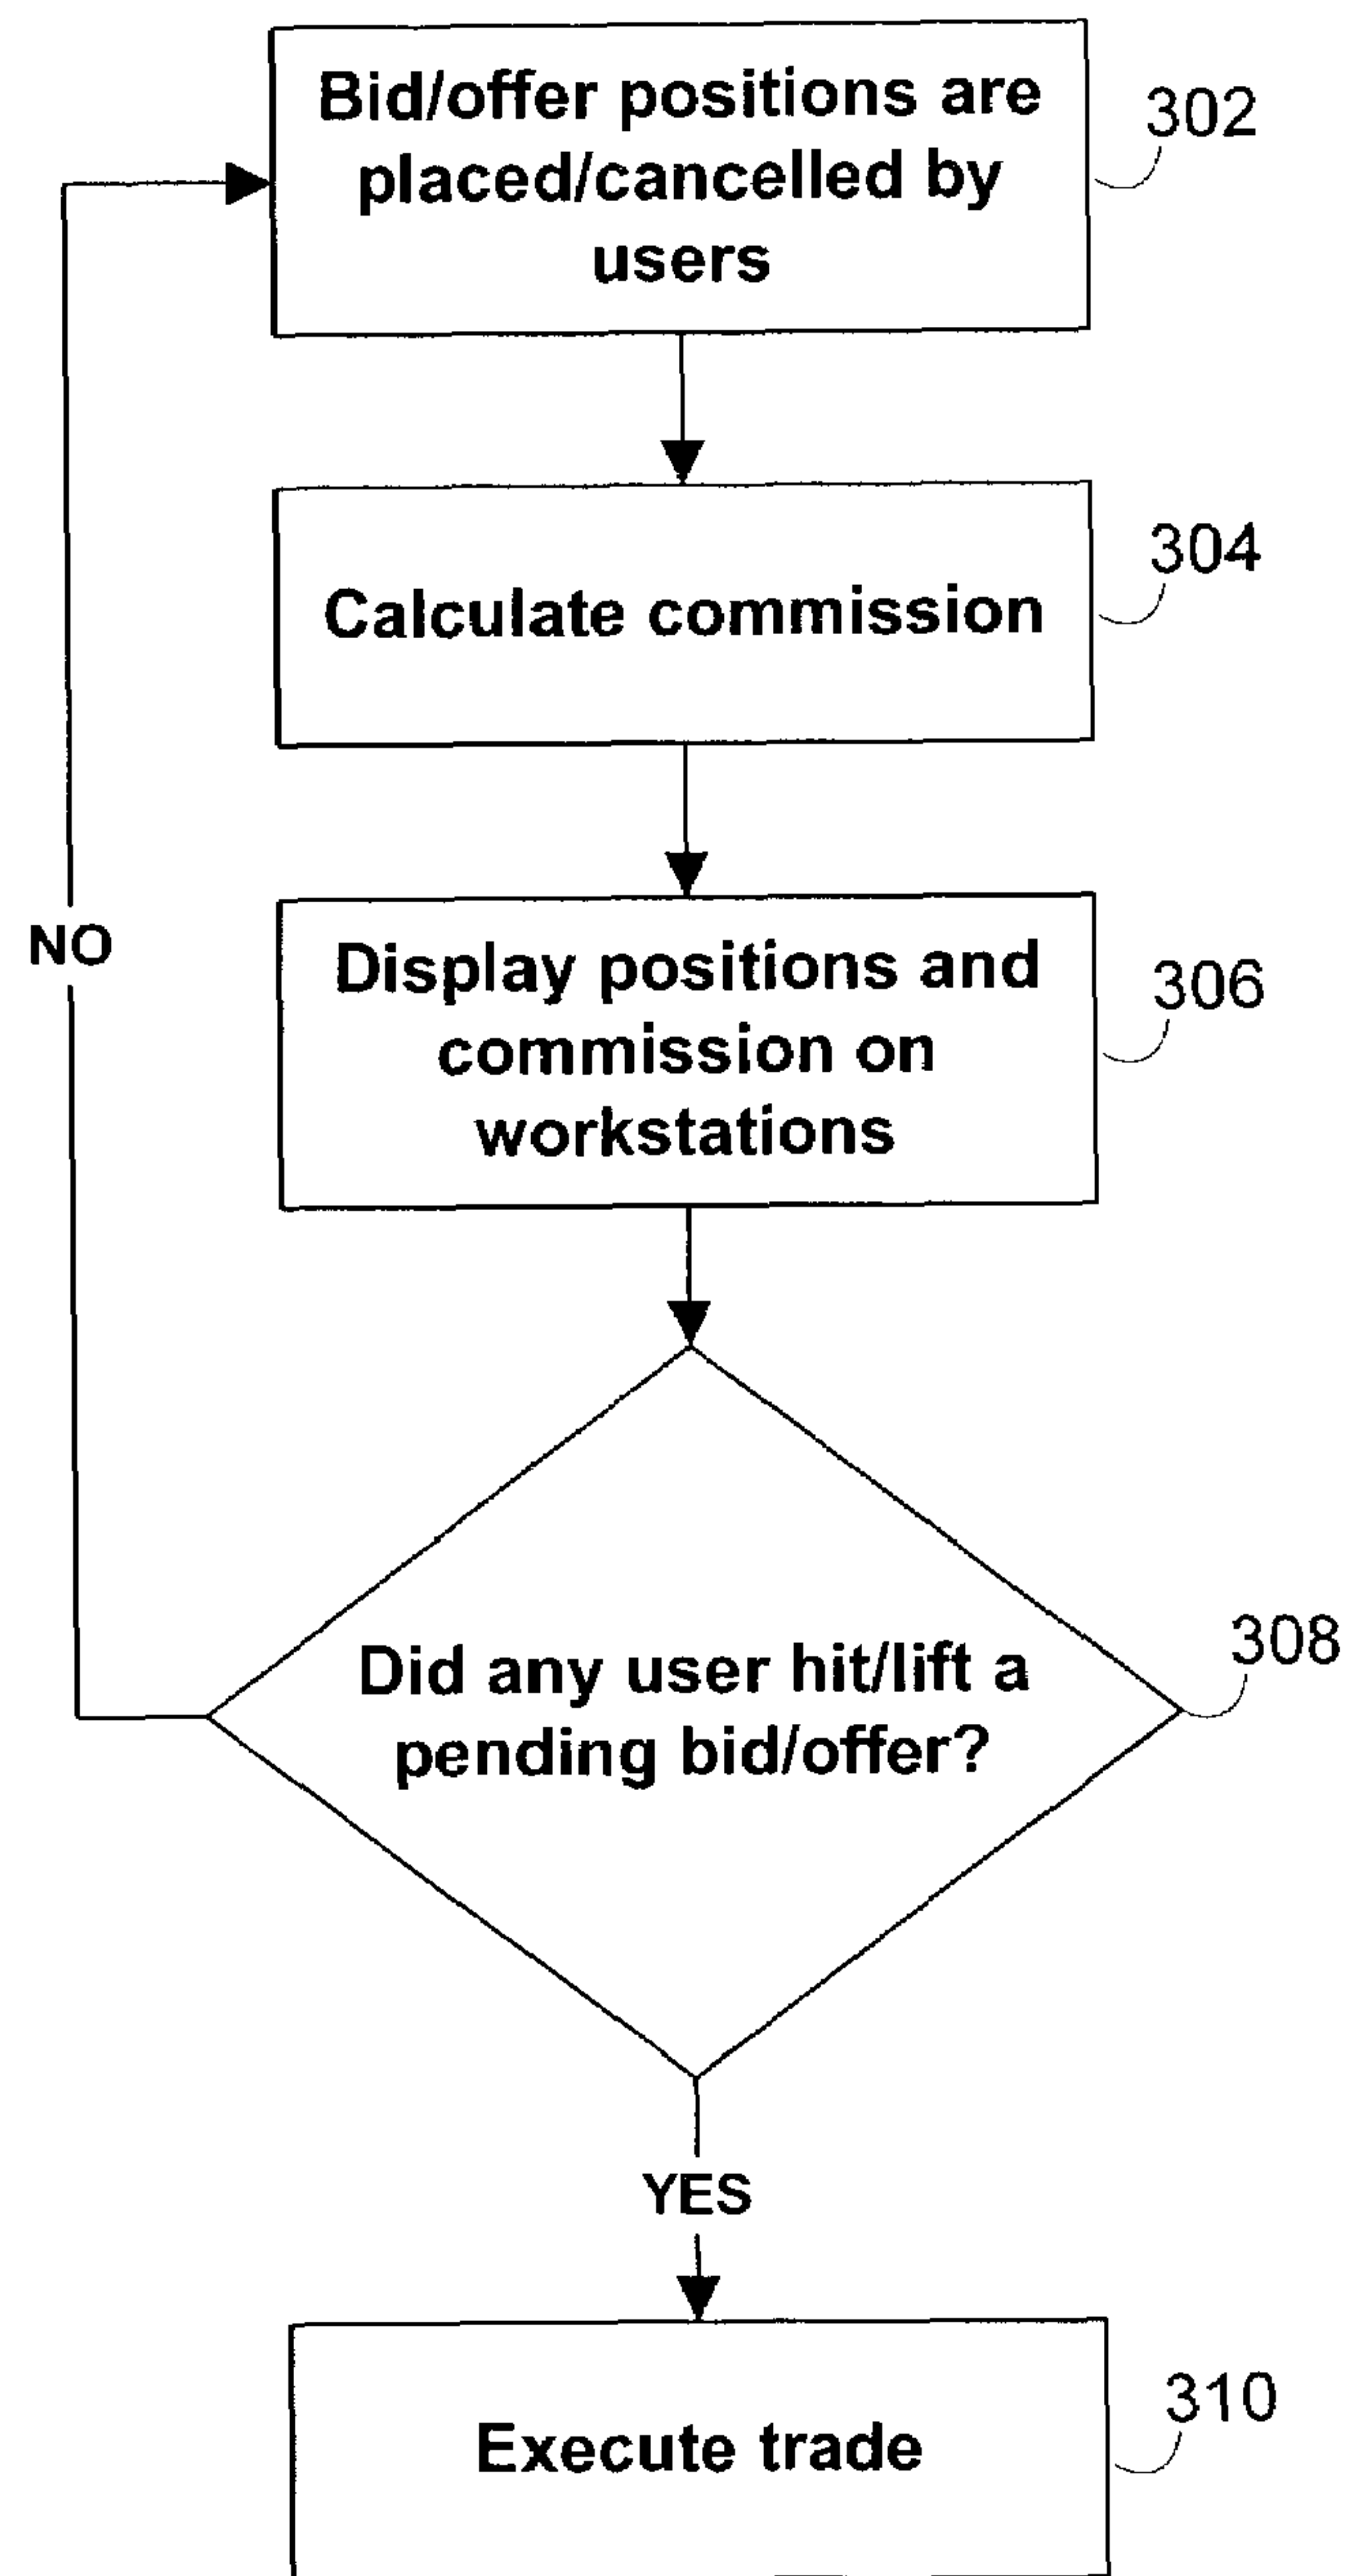 Bid/offer positions are
placed/cancelled by
users
302
Calculate commission
304
Display positions and
commission on
workstations
306
NO
Did any user hit/lift a
pending bid/offer?
308
YES
Execute trade
310